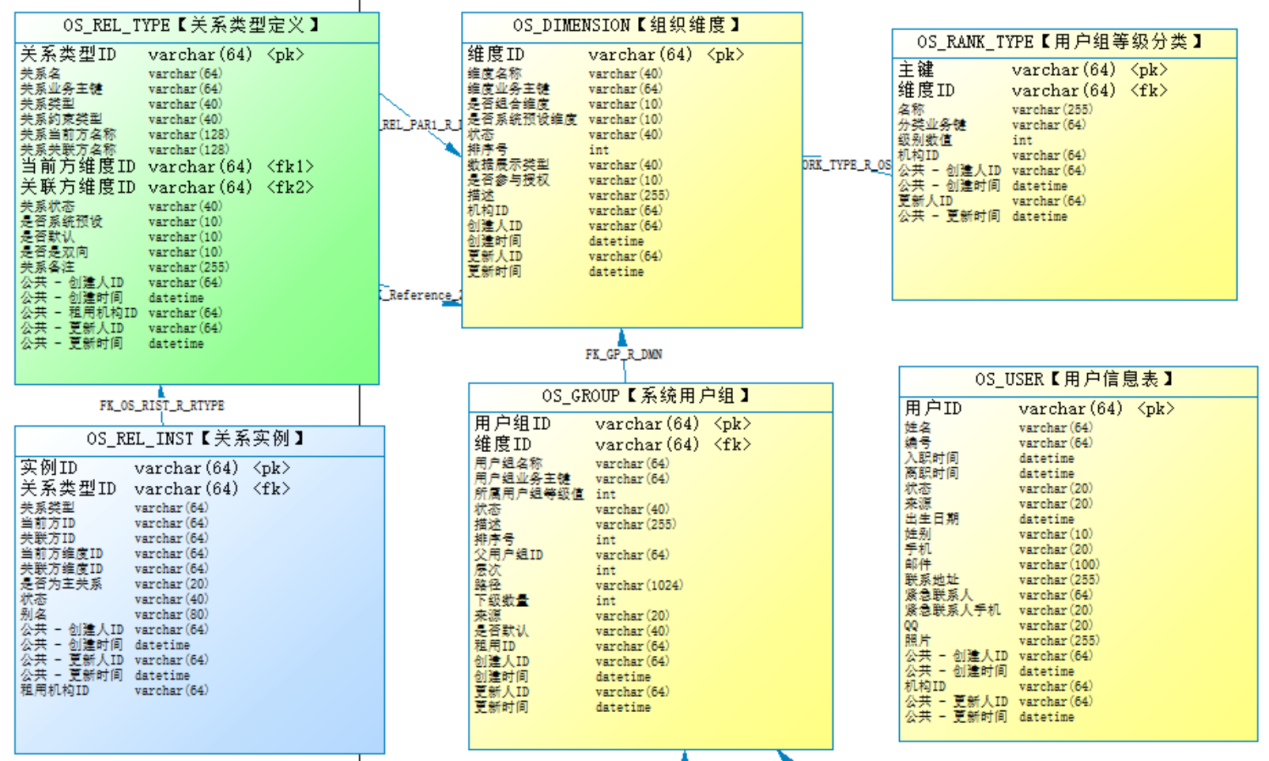 OS_REL_TYPE【关系类型定义】
关系类型ID varchar(64) <pk>
关系名 varchar(64)
关系业务主键 varchar(64)
关系类型 varchar(40)
关系约束类型 varchar(40)
关系当前方名称 varchar(128)
关系关联方名称 varchar(128)
当前方维度ID varchar(64) <fk1>
关联方维度ID varchar(64) <fk2>
关系状态 varchar(40)
是否系统预设 varchar(10)
是否默认 varchar(10)
是否是双向 varchar(10)
关系备注 varchar(255)
公共 - 创建人ID varchar(64)
公共 - 创建时间 datetime
公共 - 租用机构ID varchar(64)
公共 - 更新人ID varchar(64)
公共 - 更新时间 datetime
_REL_PAR1_R_
_Reference_2
OS_DIMENSION【组织维度】
维度ID varchar(64) <pk>
维度名称 varchar(40)
维度业务主键 varchar(64)
是否组合维度 varchar(10)
是否系统预设维度 varchar(10)
状态 varchar(40)
排序号 int
数据展示类型 varchar(40)
是否参与授权 varchar(10)
描述 varchar(255)
机构ID varchar(64)
创建人ID varchar(64)
创建时间 datetime
更新人ID varchar(64)
更新时间 datetime
ORK_TYPE_R_OS
OS_RANK_TYPE【用户组等级分类】
主键 varchar(64) <pk>
维度ID varchar(64) <fk>
名称 varchar(255)
分类业务键 varchar(64)
级别数值 int
机构ID varchar(64)
公共 - 创建人ID varchar(64)
公共 - 创建时间 datetime
更新人ID varchar(64)
公共 - 更新时间 datetime
FK_OS_RIST_R_RTYPE
FK_GP_R_DMN
OS_REL_INST【关系实例】
实例ID varchar(64) <pk>
关系类型ID varchar(64) <fk>
关系类型 varchar(64)
当前方ID varchar(64)
关联方ID varchar(64)
当前方维度ID varchar(64)
关联方维度ID varchar(64)
是否为主关系 varchar(20)
状态 varchar(40)
别名 varchar(80)
公共 - 创建人ID varchar(64)
公共 - 创建时间 datetime
公共 - 更新人ID varchar(64)
公共 - 更新时间 datetime
租用机构ID varchar(64)
OS_GROUP【系统用户组】
用户组ID varchar(64) <pk>
维度ID varchar(64) <fk>
用户组名称 varchar(64)
用户组业务主键 varchar(64)
所属用户组等级值 int
状态 varchar(40)
描述 varchar(255)
排序号 int
父用户组ID varchar(64)
层次 int
路径 varchar(1024)
下级数量 int
来源 varchar(20)
是否默认 varchar(40)
租用ID varchar(64)
创建人ID varchar(64)
创建时间 datetime
更新人ID varchar(64)
更新时间 datetime
OS_USER【用户信息表】
用户ID varchar(64) <pk>
姓名 varchar(64)
编号 varchar(64)
入职时间 datetime
离职时间 datetime
状态 varchar(20)
来源 varchar(20)
出生日期 datetime
姓别 varchar(10)
手机 varchar(20)
邮件 varchar(100)
联系地址 varchar(255)
紧急联系人 varchar(64)
紧急联系人手机 varchar(20)
QQ varchar(20)
照片 varchar(255)
公共 - 创建人ID varchar(64)
公共 - 创建时间 datetime
机构ID varchar(64)
公共 - 更新人ID varchar(64)
公共 - 更新时间 datetime